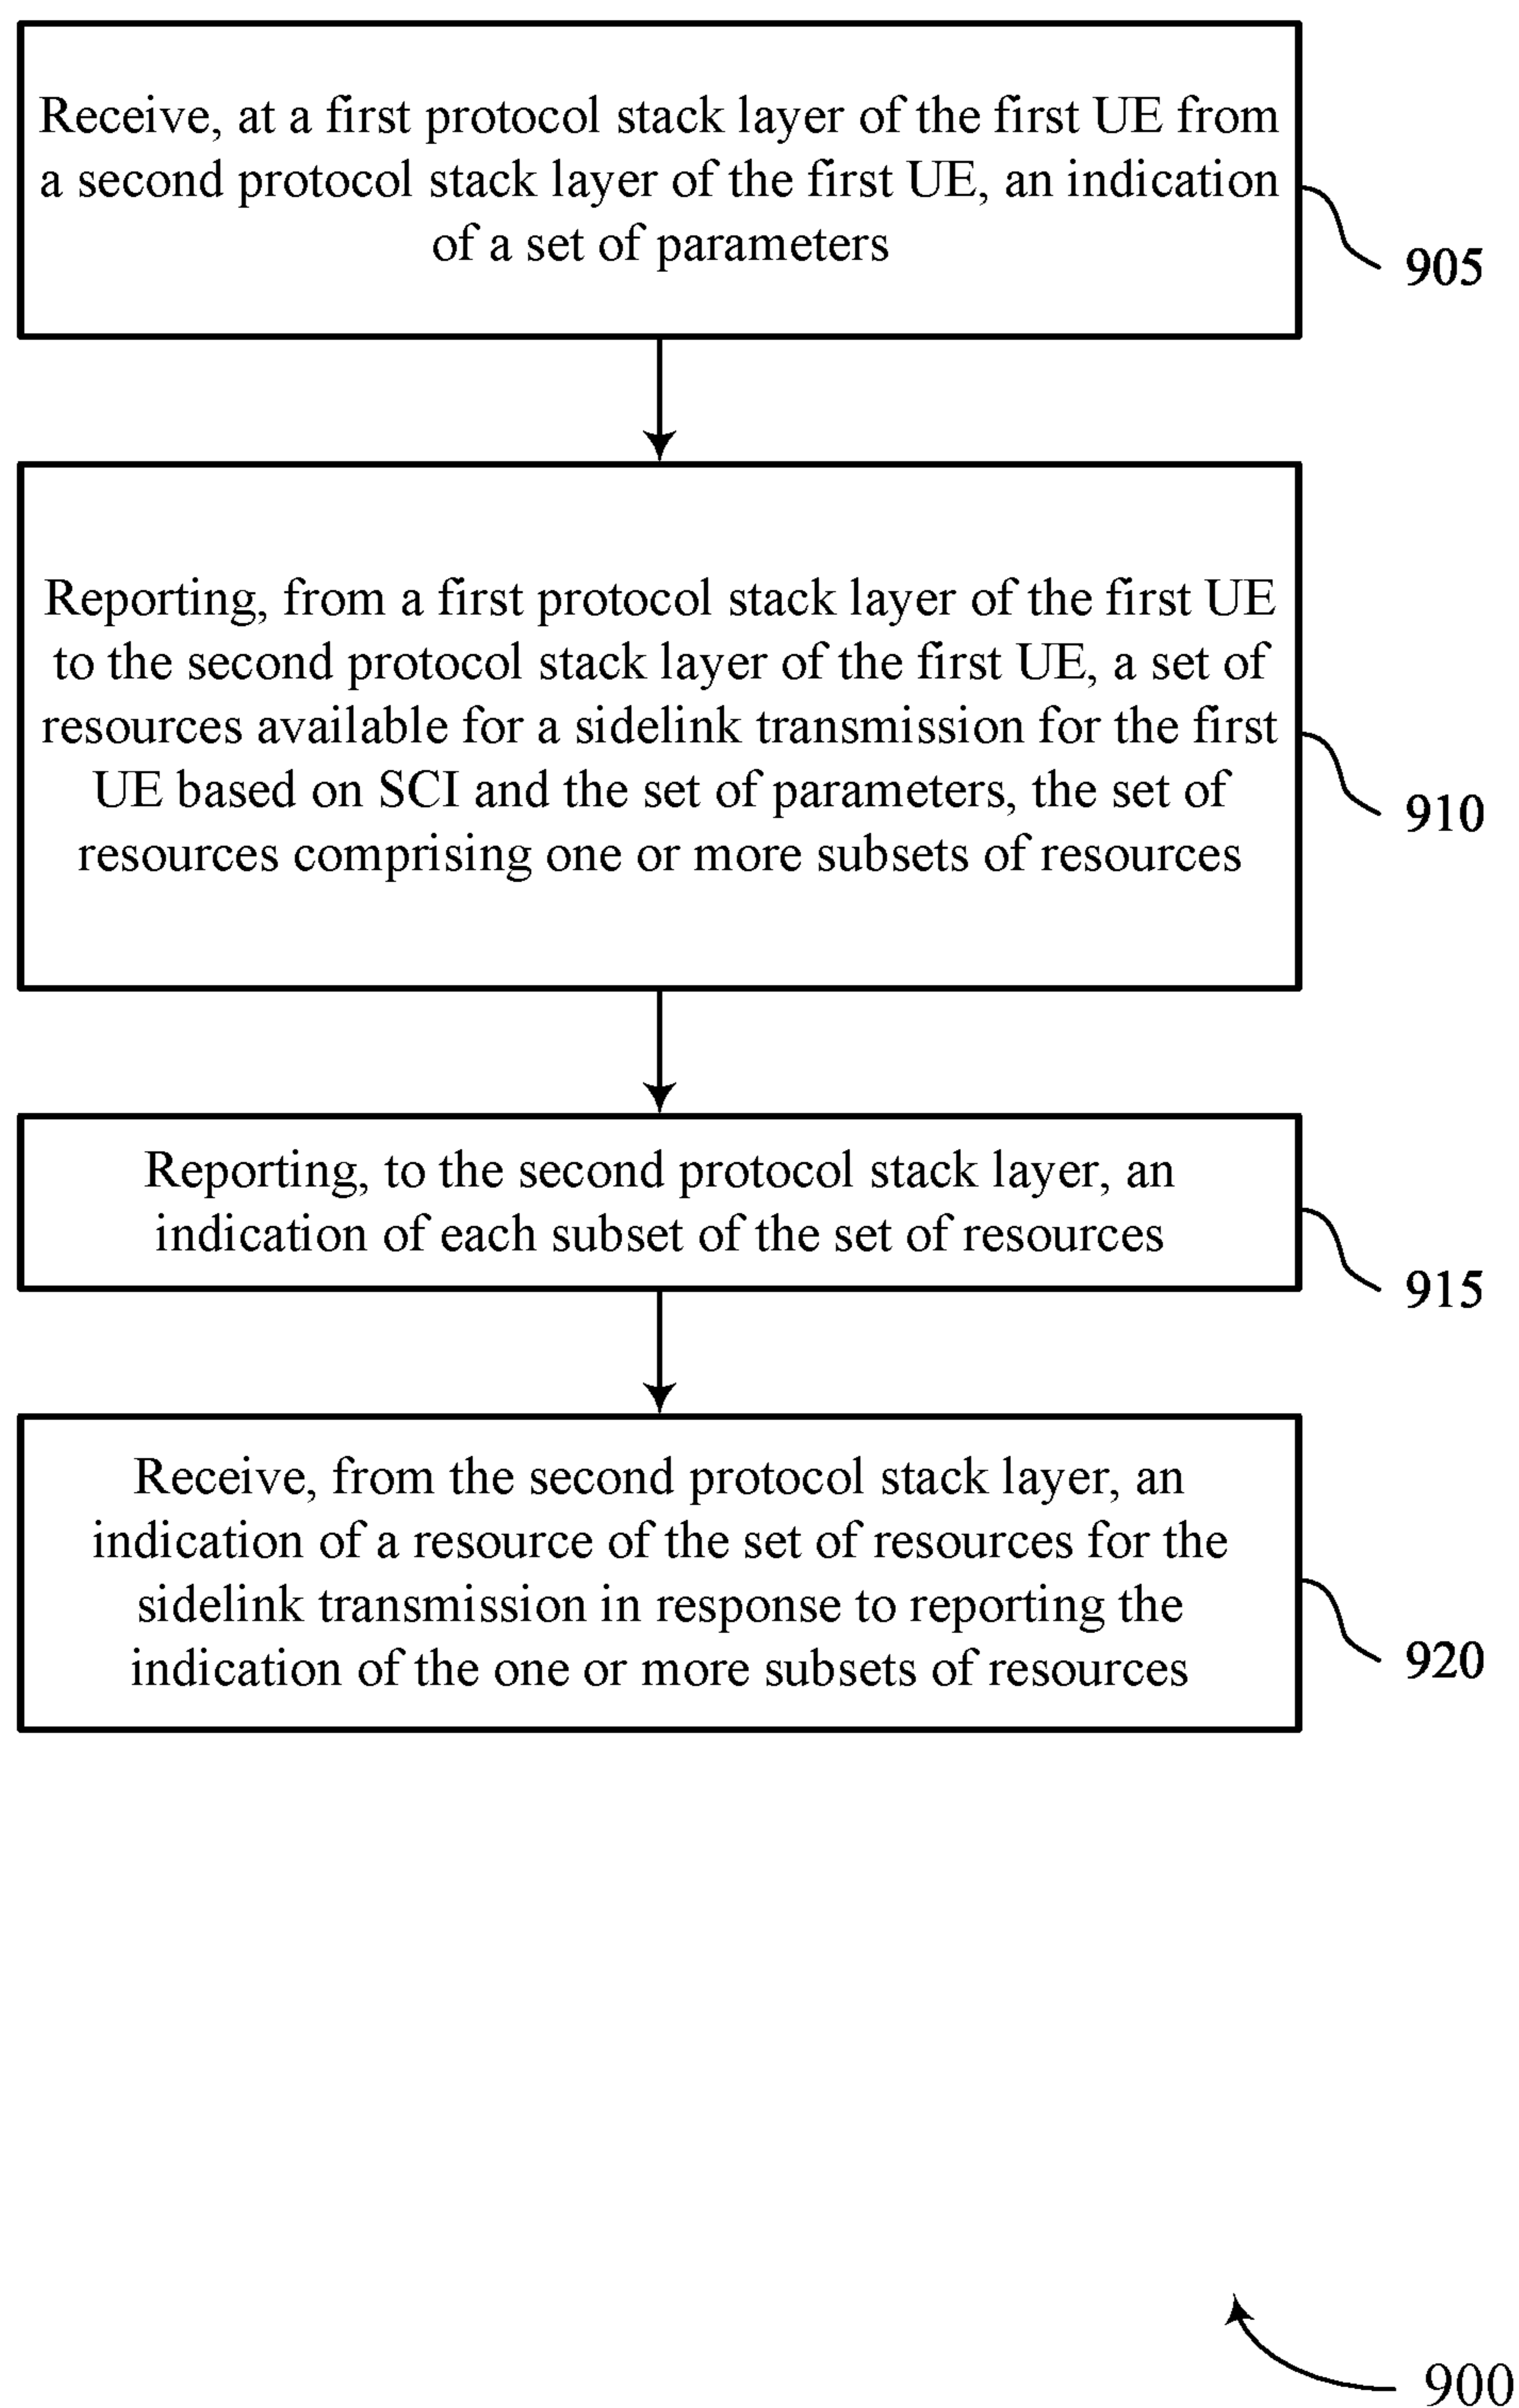 Receive, at a first protocol stack layer of the first UE from
a second protocol stack layer of the first UE, an indication
of a set of parameters
905
Reporting, from a first protocol stack layer of the first UE
to the second protocol stack layer of the first UE, a set of
resources available for a sidelink transmission for the first
UE based on SCI and the set of parameters, the set of
resources comprising one or more subsets of resources
910
Reporting, to the second protocol stack layer, an
indication of each subset of the set of resources
915
Receive, from the second protocol stack layer, an
indication of a resource of the set of resources for the
sidelink transmission in response to reporting the
indication of the one or more subsets of resources
920
900